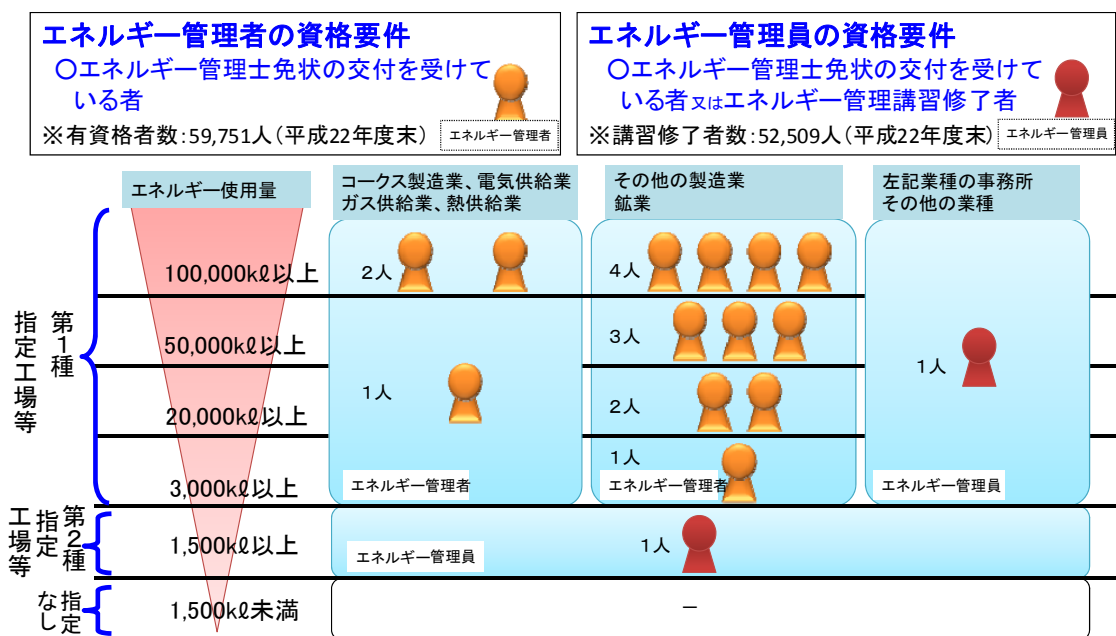 エネルギー管理者の資格要件
○エネルギー管理士免状の交付を受けて
いる者
※有資格者数:59,751人(平成22年度末)
エネルギー管理者
エネルギー管理員の資格要件
○エネルギー管理士免状の交付を受けて
いる者又はエネルギー管理講習修了者
※講習修了者数:52,509人(平成22年度末)
エネルギー管理員
エネルギー使用量
コークス製造業、電気供給業
ガス供給業、熱供給業
その他の製造業
鉱業
左記業種の事務所
その他の業種
第1種
指定工場等
100,000kℓ以上
2人
4人
50,000kℓ以上
3人
1人
1人
20,000kℓ以上
2人
3,000kℓ以上
1人
エネルギー管理者
エネルギー管理者
エネルギー管理員
第2種
指定
工場等
1,500kℓ以上
エネルギー管理員
1人
指定
なし
1,500kℓ未満
－